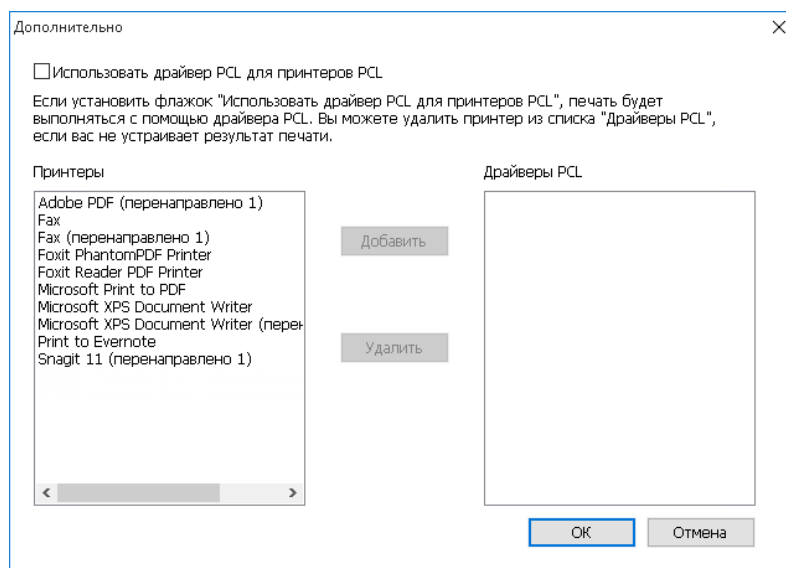 Дополнительно
Использовать драйвер PCL для принтеров PCL
Если установить флажок "Использовать драйвер PCL для принтеров PCL", печать будет
выполняться с помощью драйвера PCL. Вы можете удалить принтер из списка "Драйверы PCL",
если вас не устраивает результат печати.
Принтеры
Драйверы PCL
Adobe PDF (перенаправлено 1)
Fax
Fax (перенаправлено 1)
Foxit PhantomPDF Printer
Foxit Reader PDF Printer
Microsoft Print to PDF
Microsoft XPS Document Writer
Microsoft XPS Document Writer (перен
Print to Evernote
Snagit 11 (перенаправлено 1)
Добавить
Удалить
ОК
Отмена